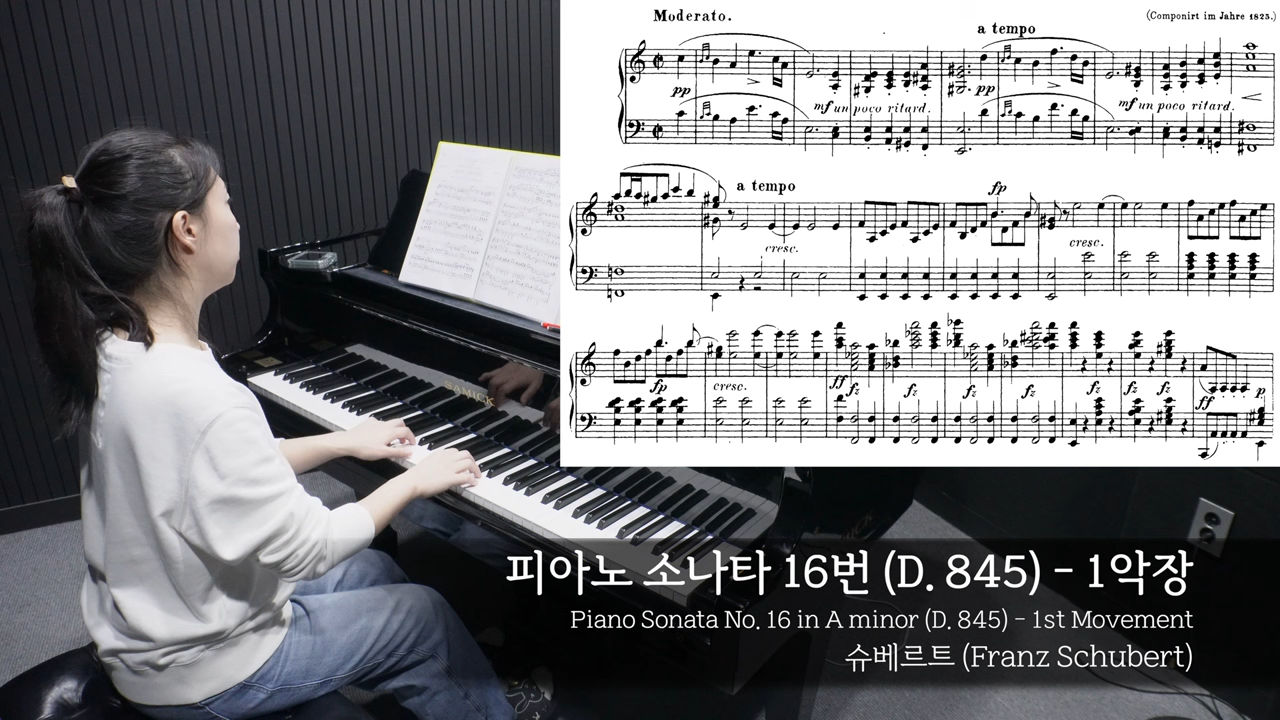 Moderato.
(Componirt im Jahre 1825.)
a tempo
pp
pp
mf un poco ritard.
mf un poco ritard.
a tempo
fp
cresc.
cresc.
fp
cresc.
ff
fz
fz
fz
fz
fz
fz
ff
p
SAMICK
피아노 소나타 16번 (D. 845) - 1악장
Piano Sonata No. 16 in A minor (D. 845) - 1st Movement
슈베르트 (Franz Schubert)